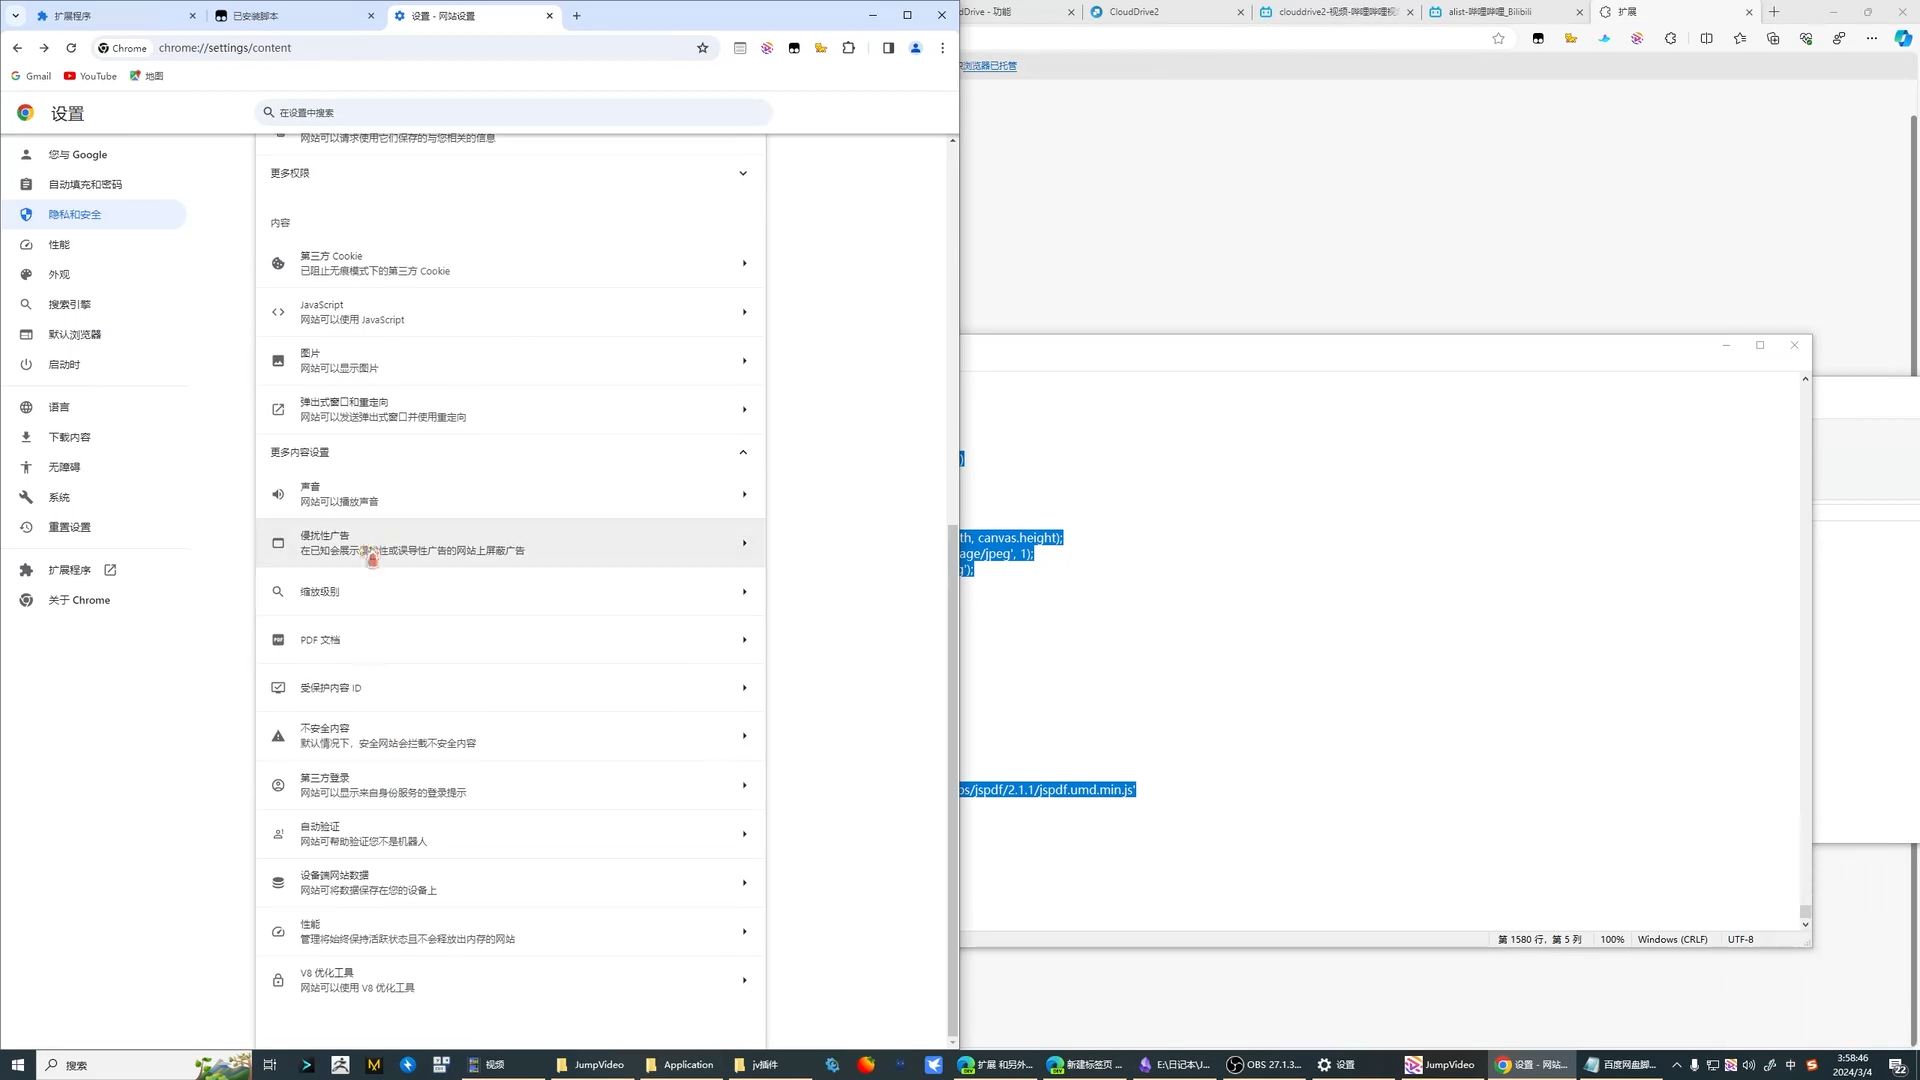 扩展程序
已安装脚本
设置 - 网站设置
Drive - 功能
CloudDrive2
clouddrive2-视频-哔哩哔哩视
alist-哔哩哔哩_Bilibili
扩展
Chrome
chrome://settings/content
浏览器已托管
Gmail
YouTube
地图
设置
在设置中搜索
您与 Google
自动填充和密码
隐私和安全
性能
外观
搜索引擎
默认浏览器
启动时
语言
下载内容
无障碍
系统
重置设置
扩展程序
关于 Chrome
网站可以请求使用它们保存的与您相关的信息
更多权限
内容
第三方 Cookie
已阻止无痕模式下的第三方 Cookie
JavaScript
网站可以使用 JavaScript
图片
网站可以显示图片
弹出式窗口和重定向
网站可以发送弹出式窗口并使用重定向
更多内容设置
声音
网站可以播放声音
侵扰性广告
在已知会展示侵扰性或误导性广告的网站上屏蔽广告
缩放级别
PDF 文档
受保护内容 ID
不安全内容
默认情况下，安全网站会拦截不安全内容
第三方登录
网站可以显示来自身份服务的登录提示
自动验证
网站可帮助验证您不是机器人
设备端网站数据
网站可将数据保存在您的设备上
性能
管理将始终保持活跃状态且不会释放出内存的网站
V8 优化工具
网站可以使用 V8 优化工具
th, canvas.height);
age/jpeg', 1);
');
s/jspdf/2.1.1/jspdf.umd.min.js'
第 1580 行，第 5 列
100%
Windows (CRLF)
UTF-8
搜索
视频
JumpVideo
Application
jv插件
扩展 和另外...
新建标签页 ...
E:\日记本\J...
OBS 27.1.3...
设置
JumpVideo
设置 - 网站...
百度网盘脚...
中
3:58:46
2024/3/4
22